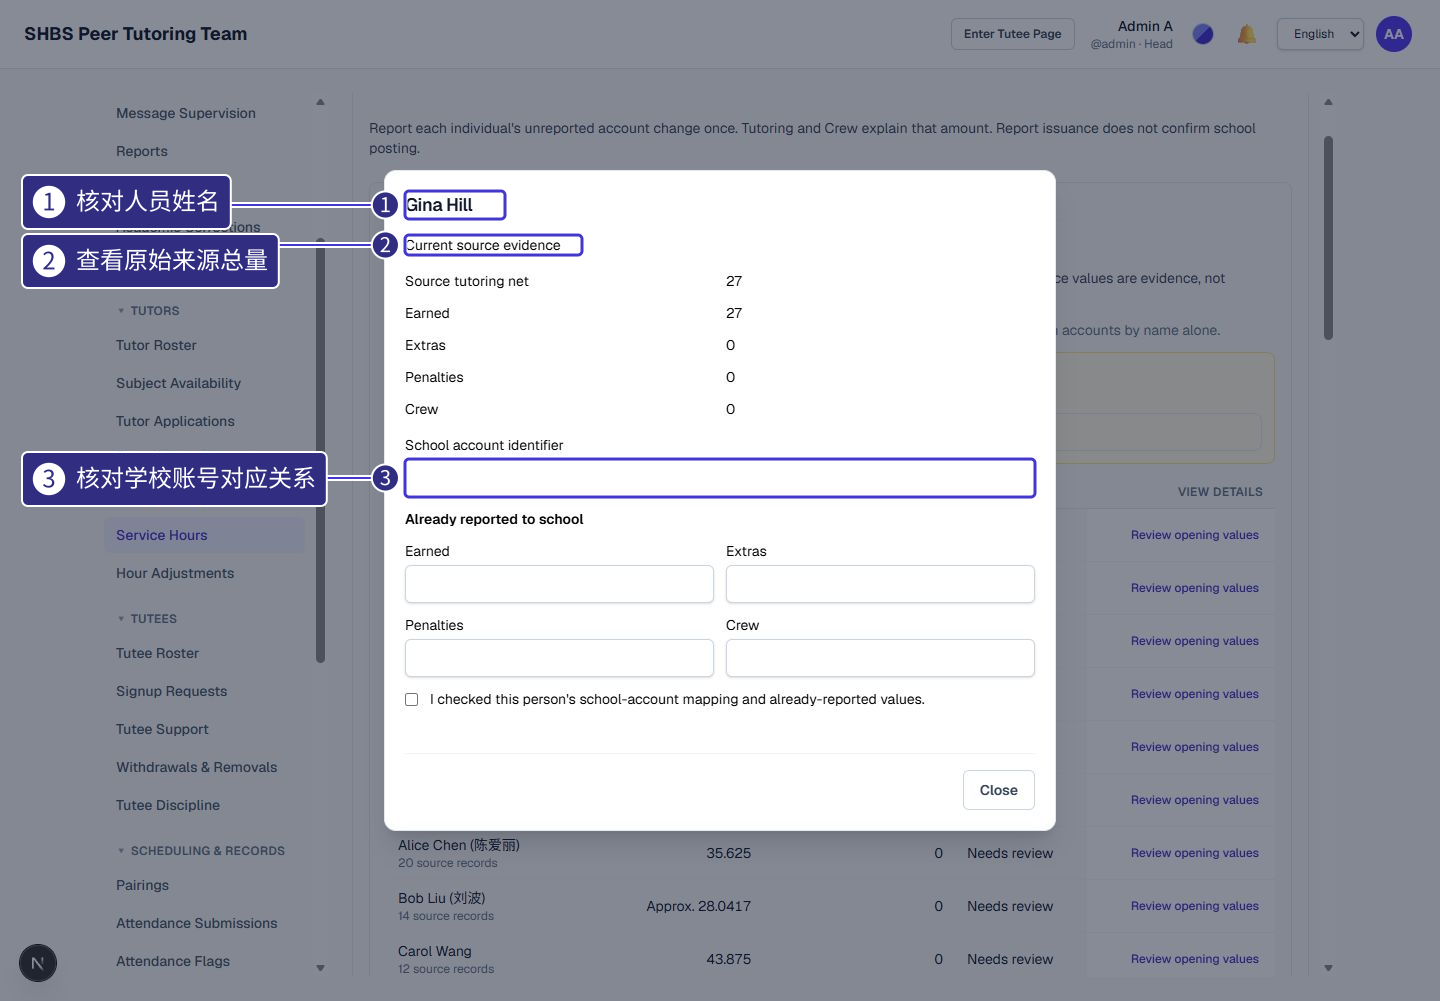 SHBS Peer Tutoring Team
Enter Tutee Page
Admin A
@admin · Head
English
AA
Message Supervision
Reports
Report each individual's unreported account change once. Tutoring and Crew explain that amount. Report issuance does not confirm school
posting.
1 核对人员姓名
1 Gina Hill
2 查看原始来源总量
2 Current source evidence
Source tutoring net 27
ce values are evidence, not
Earned 27
TUTORS
accounts by name alone.
Tutor Roster
Extras 0
Subject Availability
Penalties 0
Tutor Applications
Crew 0
School account identifier
3 核对学校账号对应关系
3
VIEW DETAILS
Already reported to school
Service Hours
Review opening values
Earned Extras
Hour Adjustments
Review opening values
TUTEES
Penalties Crew
Review opening values
Tutee Roster
Signup Requests
Review opening values
I checked this person's school-account mapping and already-reported values.
Tutee Support
Review opening values
Withdrawals & Removals
Close
Review opening values
Tutee Discipline
SCHEDULING & RECORDS
Alice Chen (陈爱丽)
20 source records
35.625 0 Needs review Review opening values
Pairings
Bob Liu (刘波)
14 source records
Approx. 28.0417 0 Needs review Review opening values
Attendance Submissions
Carol Wang
12 source records
43.875 0 Needs review Review opening values
Attendance Flags
N